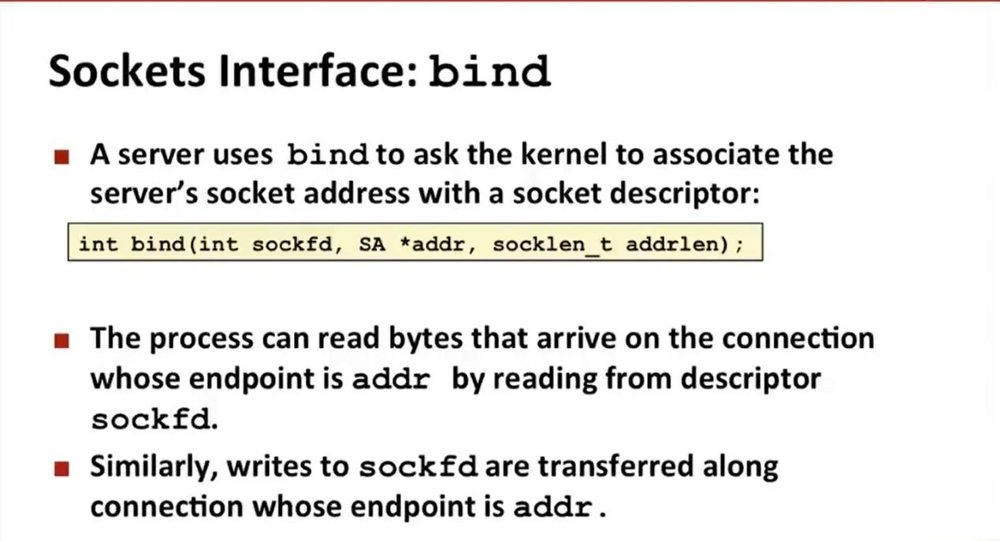 Sockets Interface: bind
A server uses bind to ask the kernel to associate the
server’s socket address with a socket descriptor:
int bind(int sockfd, SA *addr, socklen_t addrlen);
The process can read bytes that arrive on the connection
whose endpoint is addr by reading from descriptor
sockfd.
Similarly, writes to sockfd are transferred along
connection whose endpoint is addr.